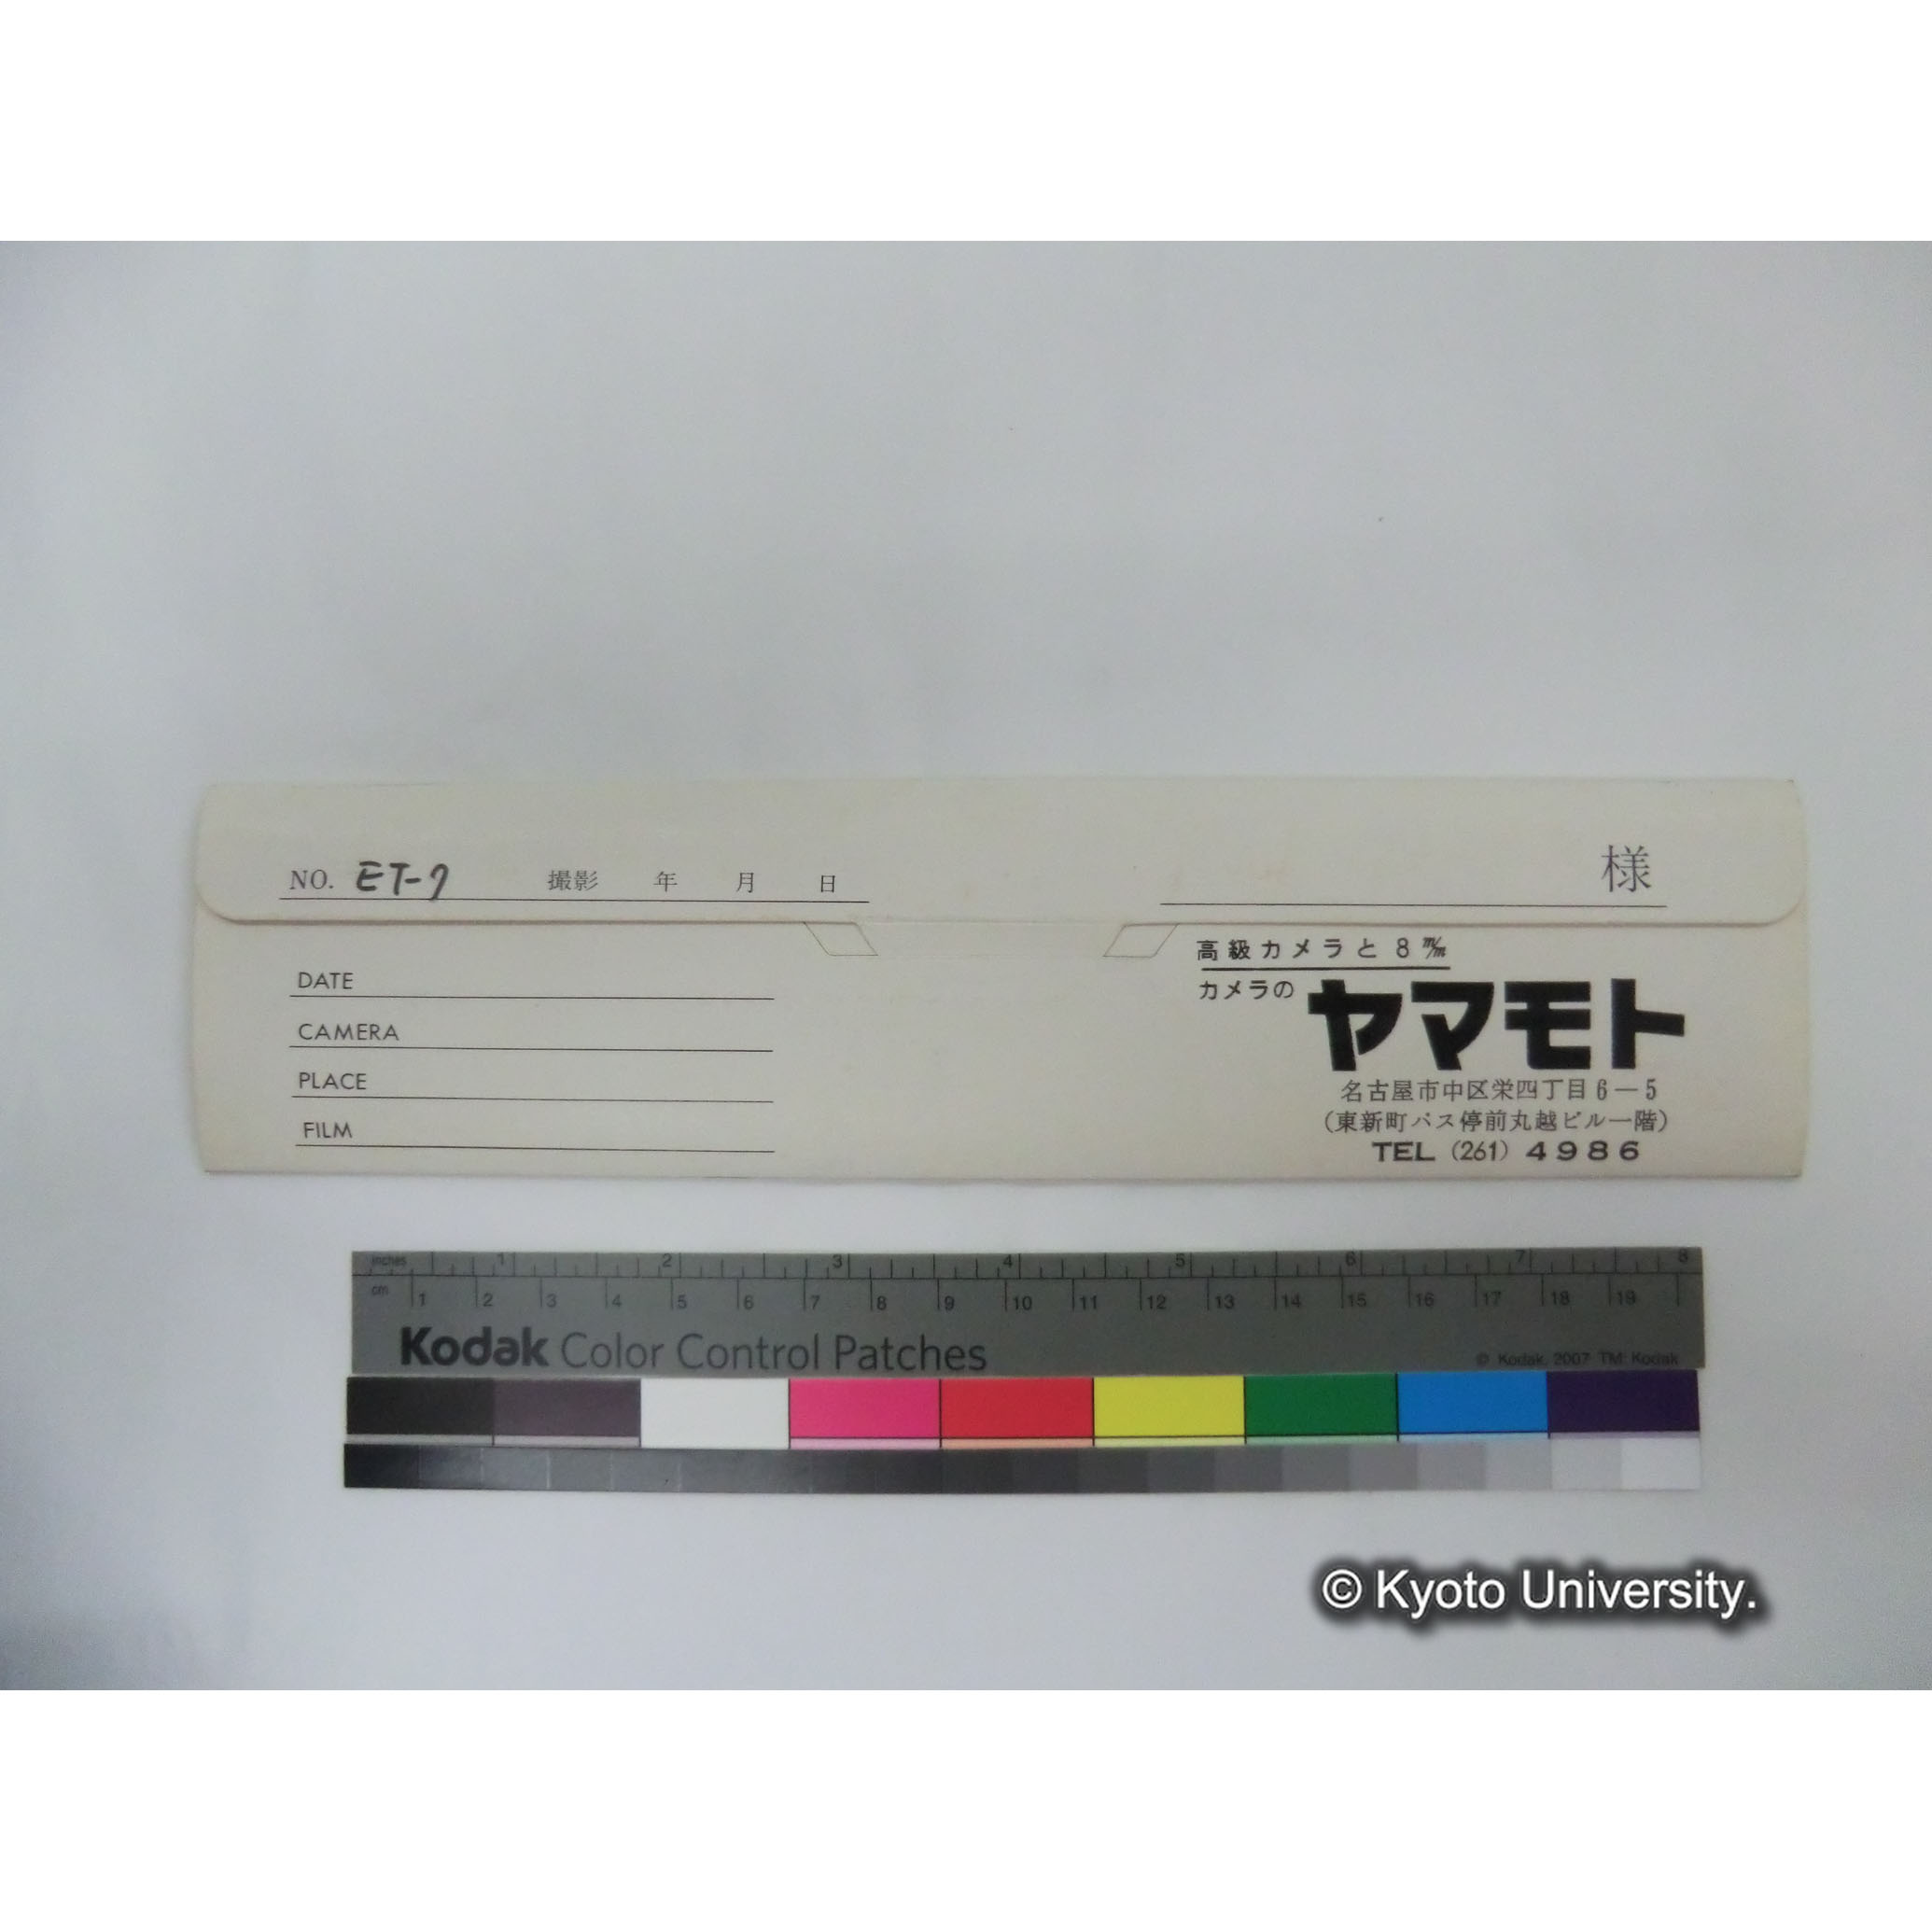 NO. ET-7 撮影 年 月 日
様
DATE
CAMERA
PLACE
FILM
高級カメラと8m/m
カメラの ヤマモト
名古屋市中区栄四丁目6-5
(東新町バス停前丸越ビル一階)
TEL (261) 4986
inches 1 2 3 4 5 6 7 8
cm 1 2 3 4 5 6 7 8 9 10 11 12 13 14 15 16 17 18 19
Kodak Color Control Patches
© Kodak, 2007 TM: Kodak
© Kyoto University.